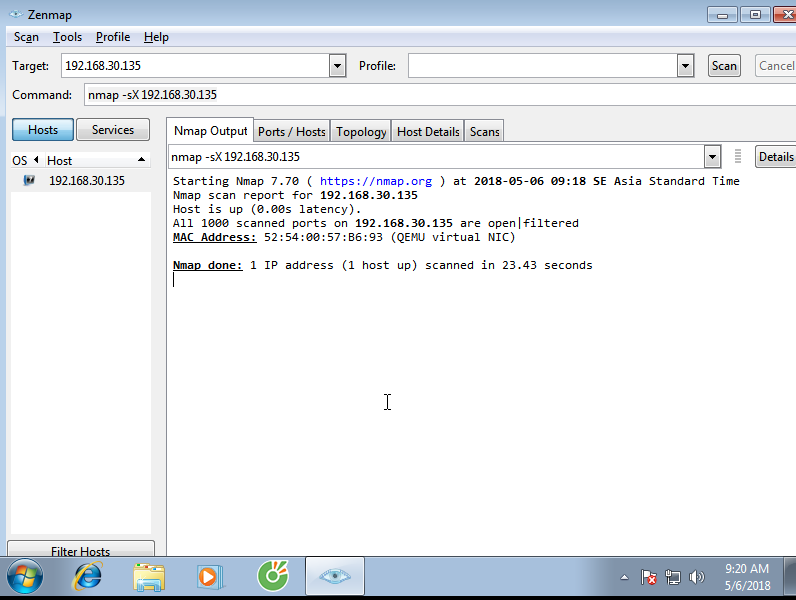 Zenmap
Scan Tools Profile Help
Target: 192.168.30.135 Profile: Scan Cancel
Command: nmap -sX 192.168.30.135
Hosts Services
Nmap Output Ports / Hosts Topology Host Details Scans
OS Host
nmap -sX 192.168.30.135 Details
192.168.30.135
Starting Nmap 7.70 ( https://nmap.org ) at 2018-05-06 09:18 SE Asia Standard Time
Nmap scan report for 192.168.30.135
Host is up (0.00s latency).
All 1000 scanned ports on 192.168.30.135 are open|filtered
MAC Address: 52:54:00:57:B6:93 (QEMU virtual NIC)
Nmap done: 1 IP address (1 host up) scanned in 23.43 seconds
Filter Hosts
9:20 AM
5/6/2018